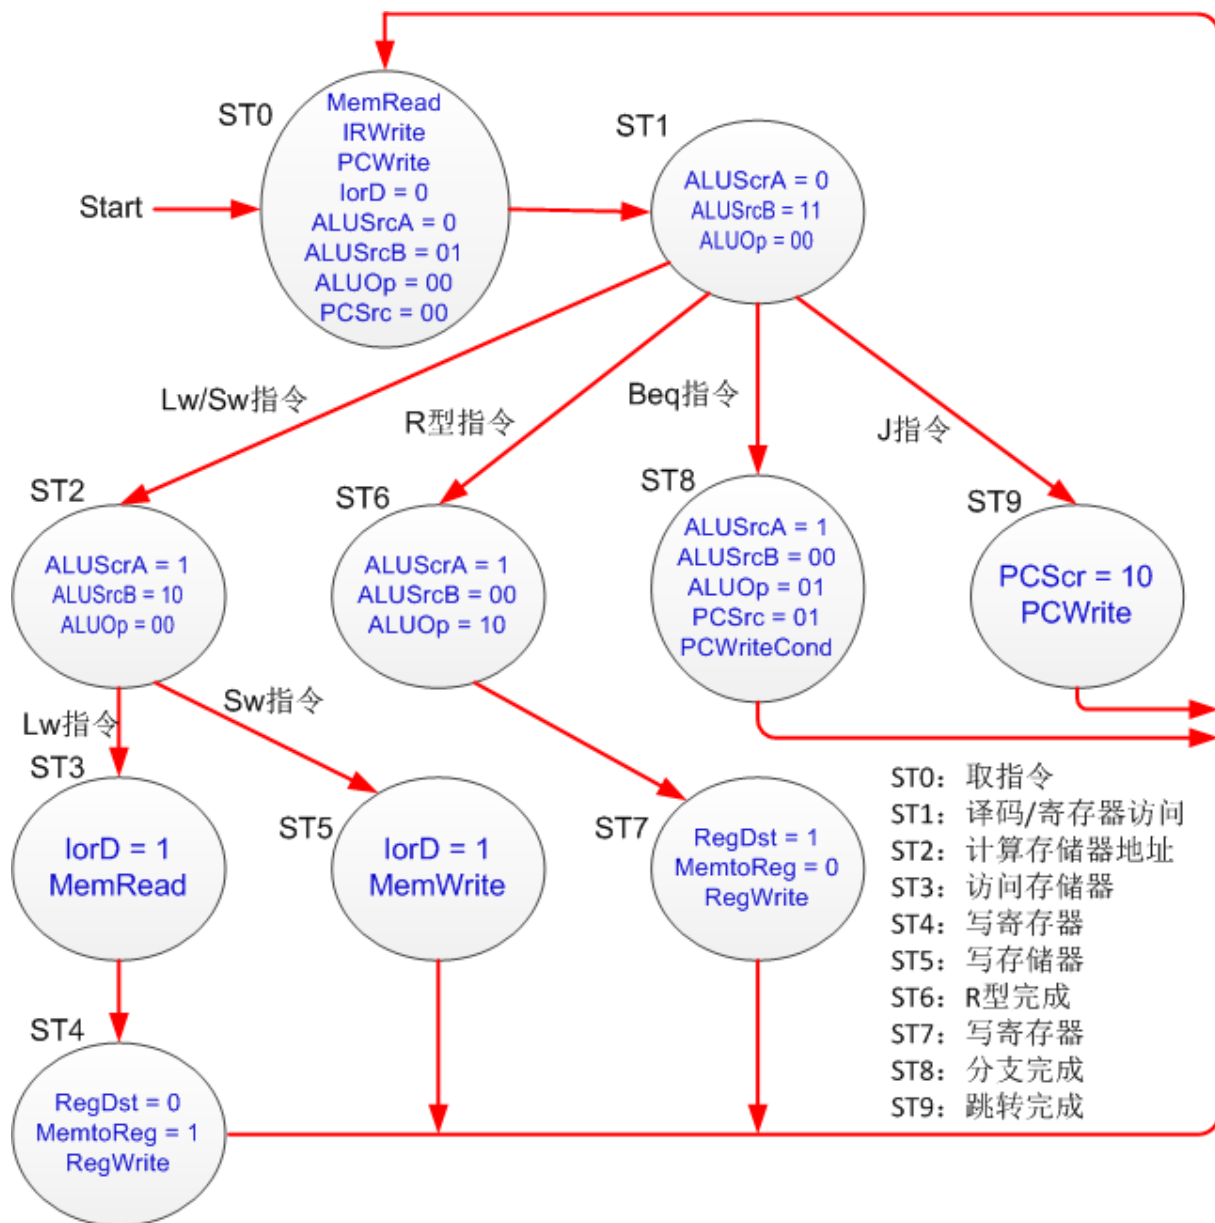 ST0
MemRead
IRWrite
PCWrite
IorD = 0
ALUSrcA = 0
ALUSrcB = 01
ALUOp = 00
PCSrc = 00
Start
ST1
ALUScrA = 0
ALUSrcB = 11
ALUOp = 00
Lw/Sw指令
R型指令
Beq指令
J指令
ST2
ALUScrA = 1
ALUSrcB = 10
ALUOp = 00
ST6
ALUScrA = 1
ALUSrcB = 00
ALUOp = 10
ST8
ALUSrcA = 1
ALUSrcB = 00
ALUOp = 01
PCSrc = 01
PCWriteCond
ST9
PCScr = 10
PCWrite
Lw指令
Sw指令
ST3
IorD = 1
MemRead
ST5
IorD = 1
MemWrite
ST7
RegDst = 1
MemtoReg = 0
RegWrite
ST4
RegDst = 0
MemtoReg = 1
RegWrite
ST0：取指令
ST1：译码/寄存器访问
ST2：计算存储器地址
ST3：访问存储器
ST4：写寄存器
ST5：写存储器
ST6：R型完成
ST7：写寄存器
ST8：分支完成
ST9：跳转完成